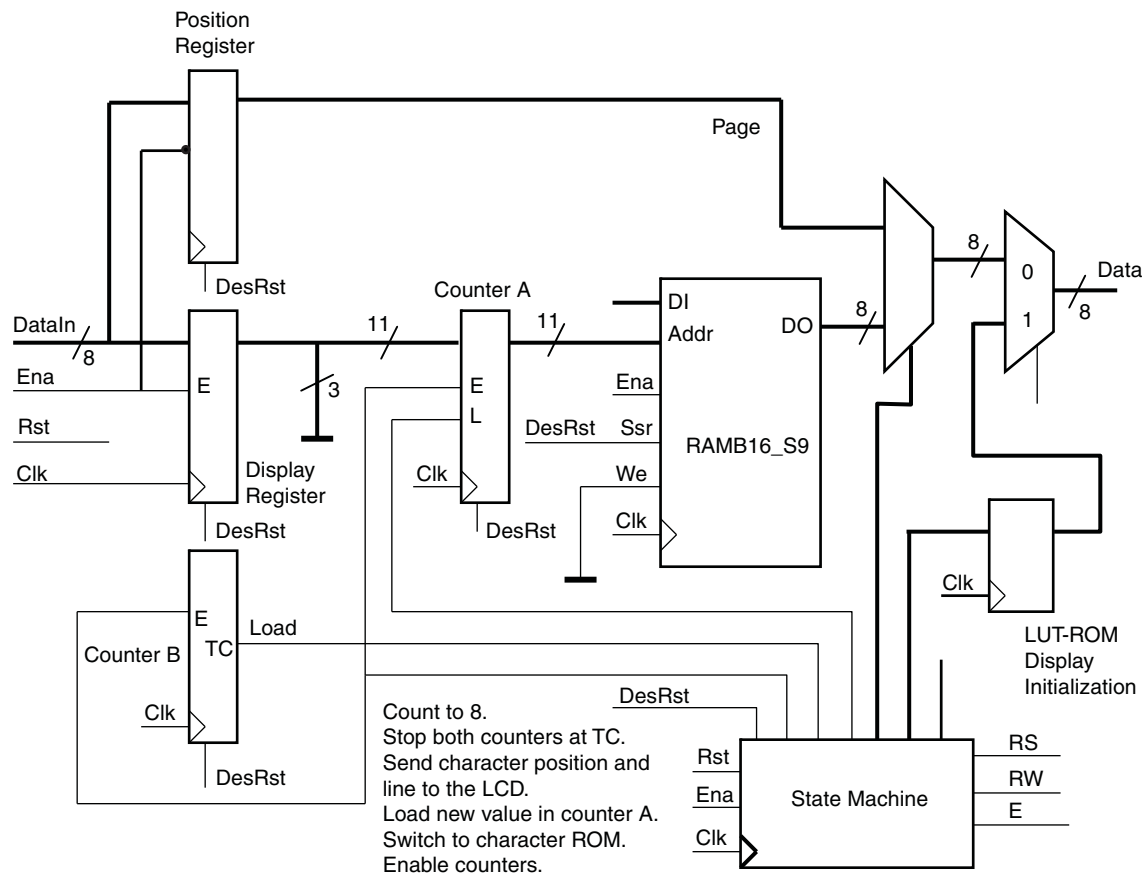 Position
Register
Page
DesRst
DataIn
8
Ena
E
Rst
Clk
Display
Register
DesRst
3
11
Counter A
E
L
Clk
DesRst
11
DI
Addr
DO
Ena
DesRst
Ssr
RAMB16_S9
We
Clk
8
8
0
1
Data
8
Clk
LUT-ROM
Display
Initialization
E
TC
Load
Counter B
Clk
DesRst
Count to 8.
Stop both counters at TC.
Send character position and
line to the LCD.
Load new value in counter A.
Switch to character ROM.
Enable counters.
DesRst
Rst
Ena
Clk
State Machine
RS
RW
E